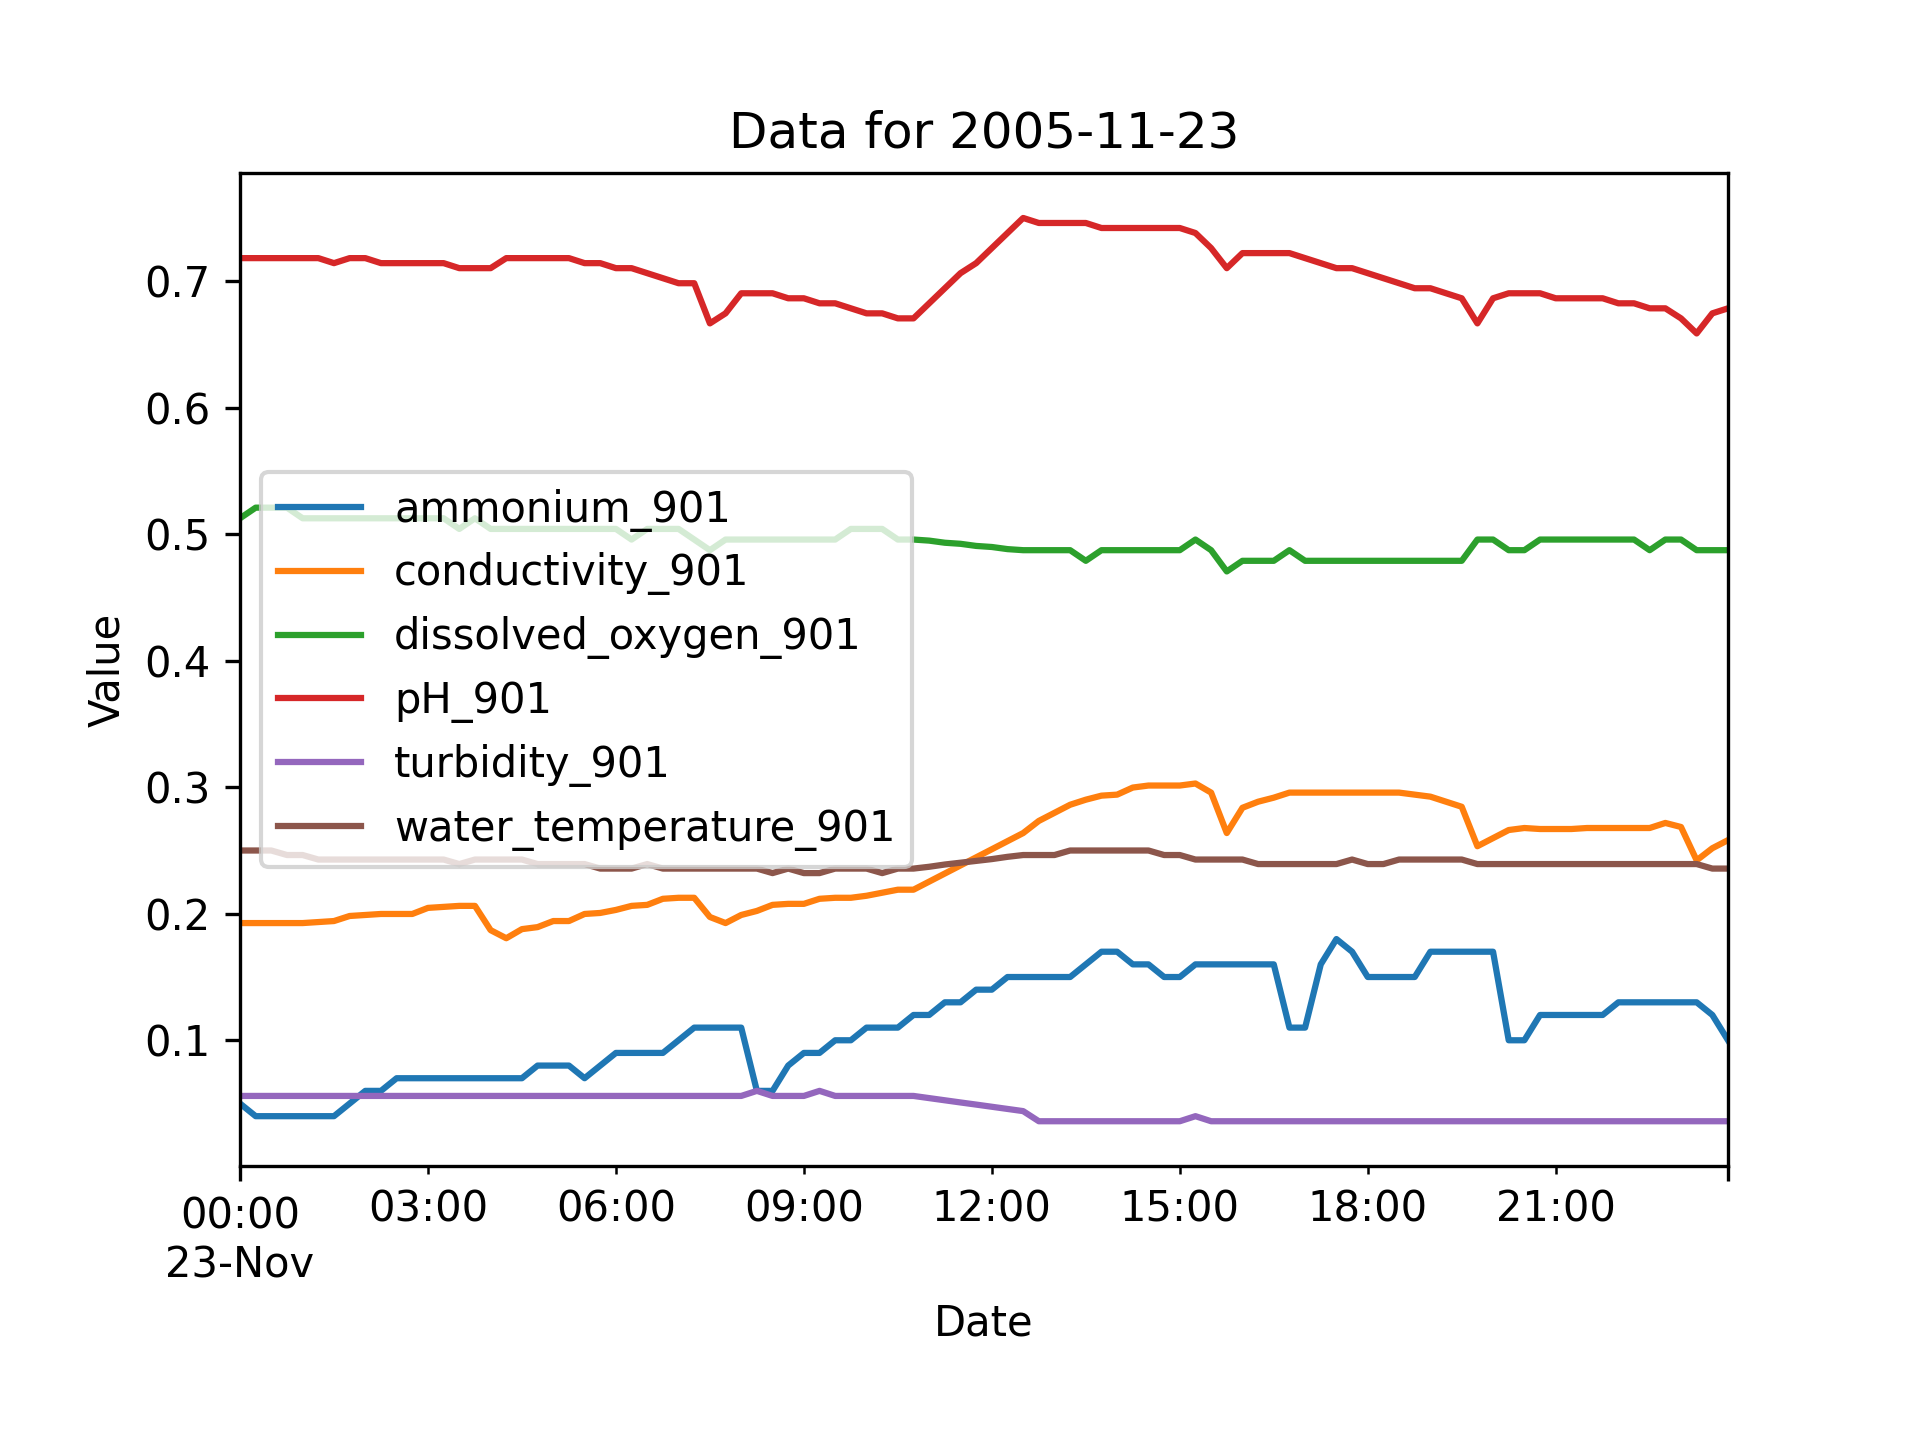 Data for 2005-11-23
Value
0.7
0.6
0.5
0.4
0.3
0.2
0.1
ammonium_901
conductivity_901
dissolved_oxygen_901
pH_901
turbidity_901
water_temperature_901
00:00 03:00 06:00 09:00 12:00 15:00 18:00 21:00
23-Nov
Date